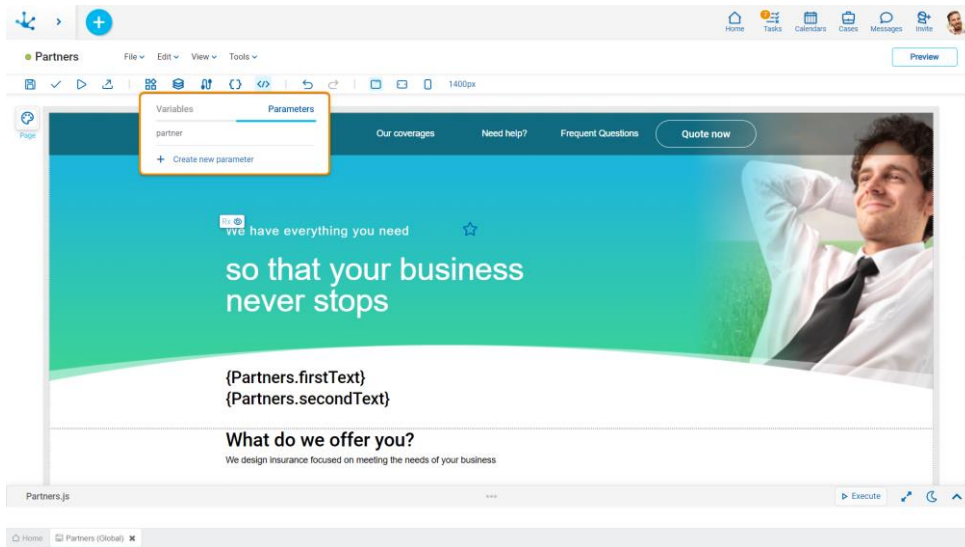 Home Tasks Calendars Cases Messages Invite
Partners File Edit View Tools Preview
1400px
Page
Variables Parameters
partner
+ Create new parameter
Our coverages Need help? Frequent Questions Quote now
Rx
We have everything you need
so that your business
never stops
{Partners.firstText}
{Partners.secondText}
What do we offer you?
We design insurance focused on meeting the needs of your business
Partners.js Execute
Home Partners (Global)